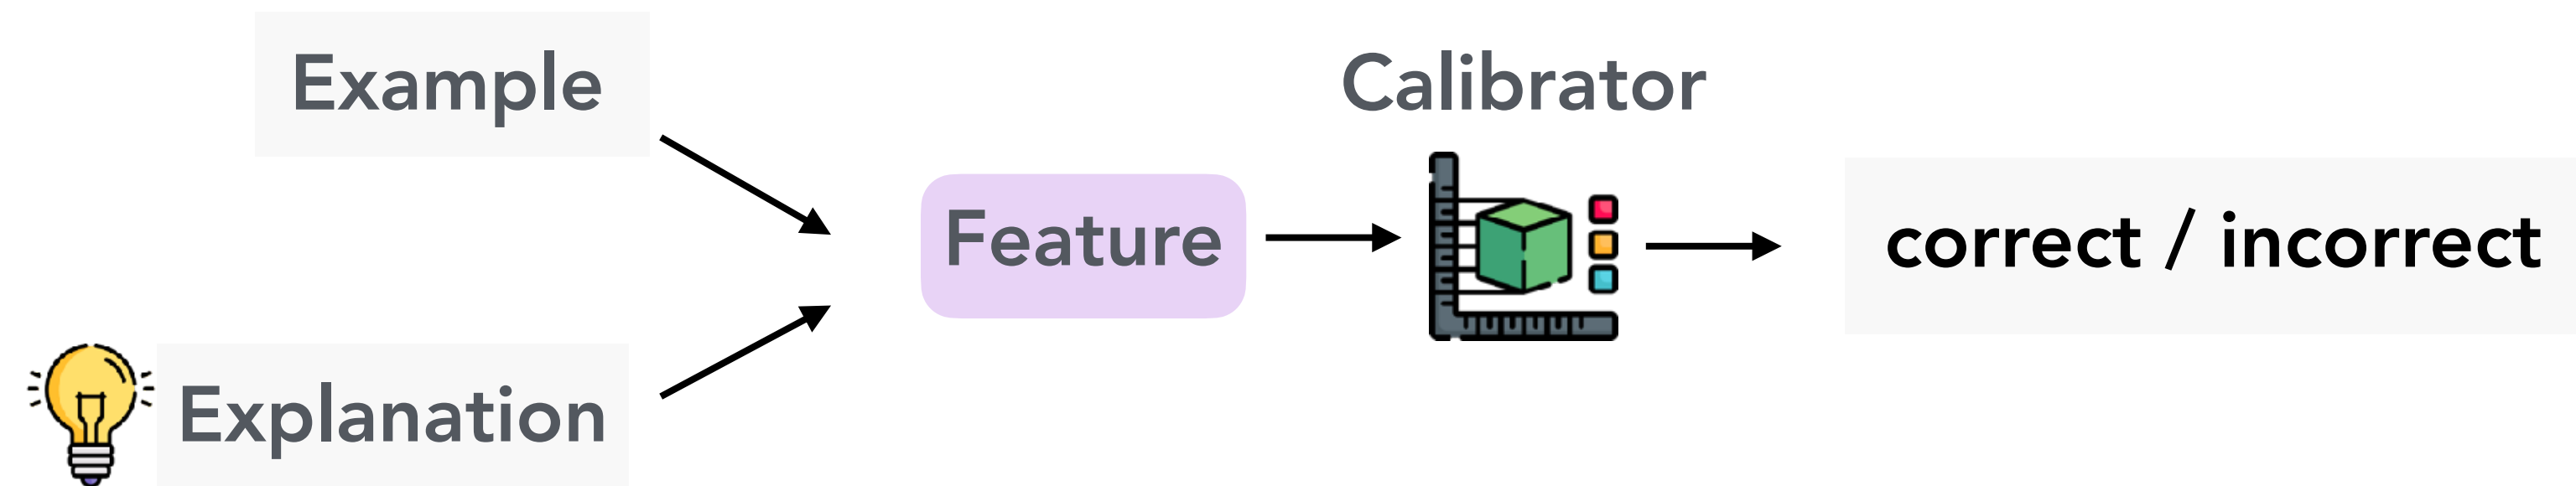 Example
Explanation
Feature
Calibrator
correct / incorrect